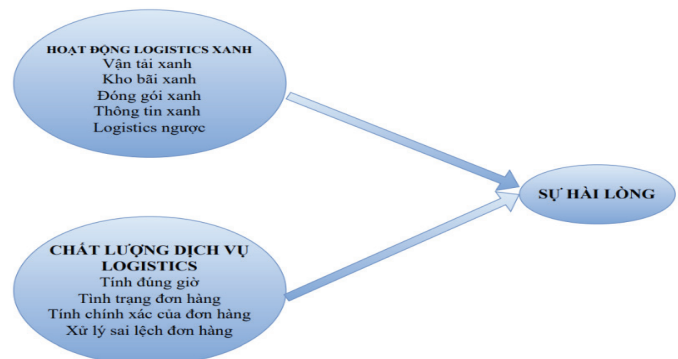 HOẠT ĐỘNG LOGISTICS XANH
Vận tải xanh
Kho bãi xanh
Đóng gói xanh
Thông tin xanh
Logistics ngược
SỰ HÀI LÒNG
CHẤT LƯỢNG DỊCH VỤ
LOGISTICS
Tính đúng giờ
Tình trạng đơn hàng
Tính chính xác của đơn hàng
Xử lý sai lệch đơn hàng